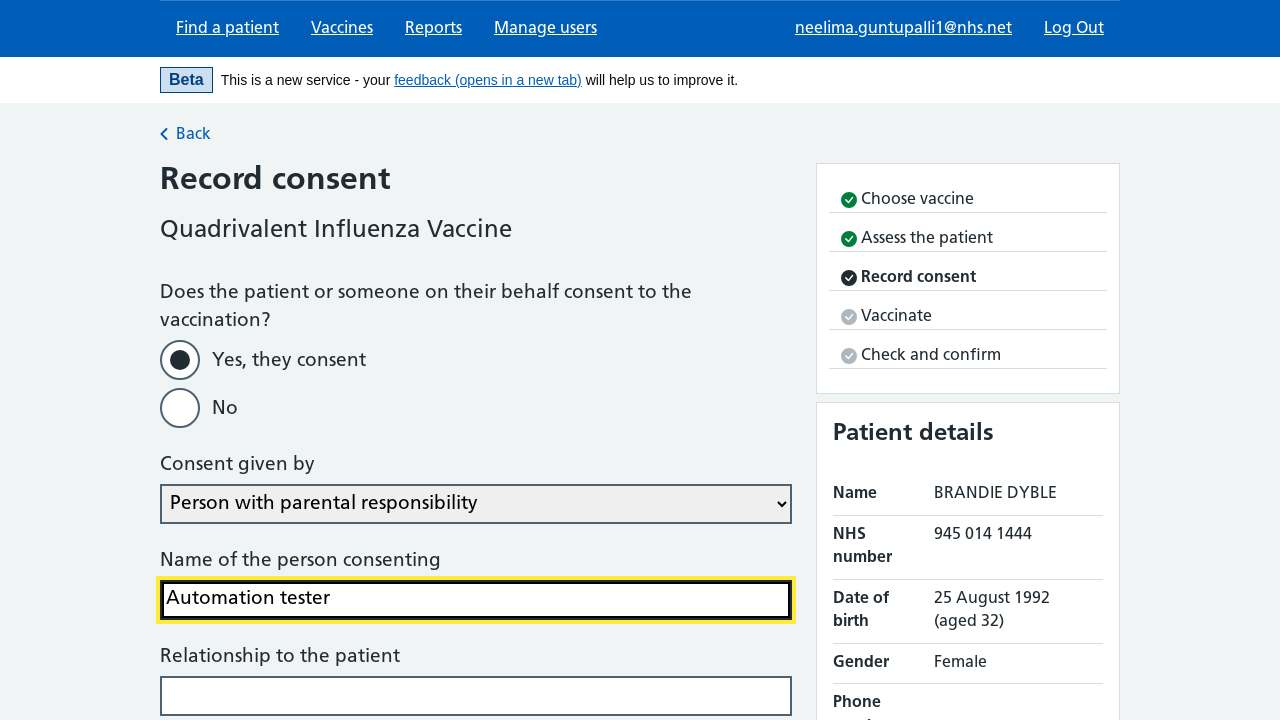 Find a patient Vaccines Reports Manage users neelima.guntupalli1@nhs.net Log Out
Beta This is a new service - your feedback (opens in a new tab) will help us to improve it.
Back
Record consent
Quadrivalent Influenza Vaccine
Does the patient or someone on their behalf consent to the
vaccination?
Yes, they consent
No
Consent given by
Person with parental responsibility
Name of the person consenting
Automation tester
Relationship to the patient
Choose vaccine
Assess the patient
Record consent
Vaccinate
Check and confirm
Patient details
Name BRANDIE DYBLE
NHS 945 014 1444
number
Date of 25 August 1992
birth (aged 32)
Gender Female
Phone